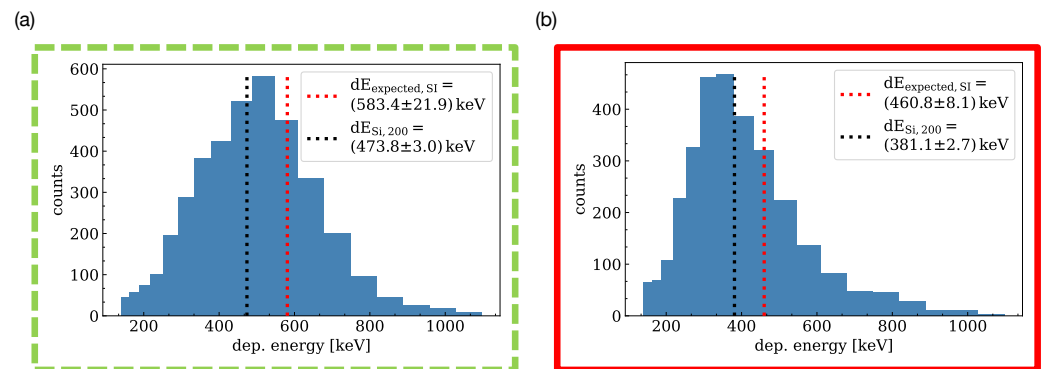 (a)
(b)
600
500
400
300
200
100
0
counts
200 400 600 800 1000
dep. energy [keV]
dE_expected, SI =
(583.4±21.9) keV
dE_Si, 200 =
(473.8±3.0) keV
400
300
200
100
0
counts
200 400 600 800 1000
dep. energy [keV]
dE_expected, SI =
(460.8±8.1) keV
dE_Si, 200 =
(381.1±2.7) keV